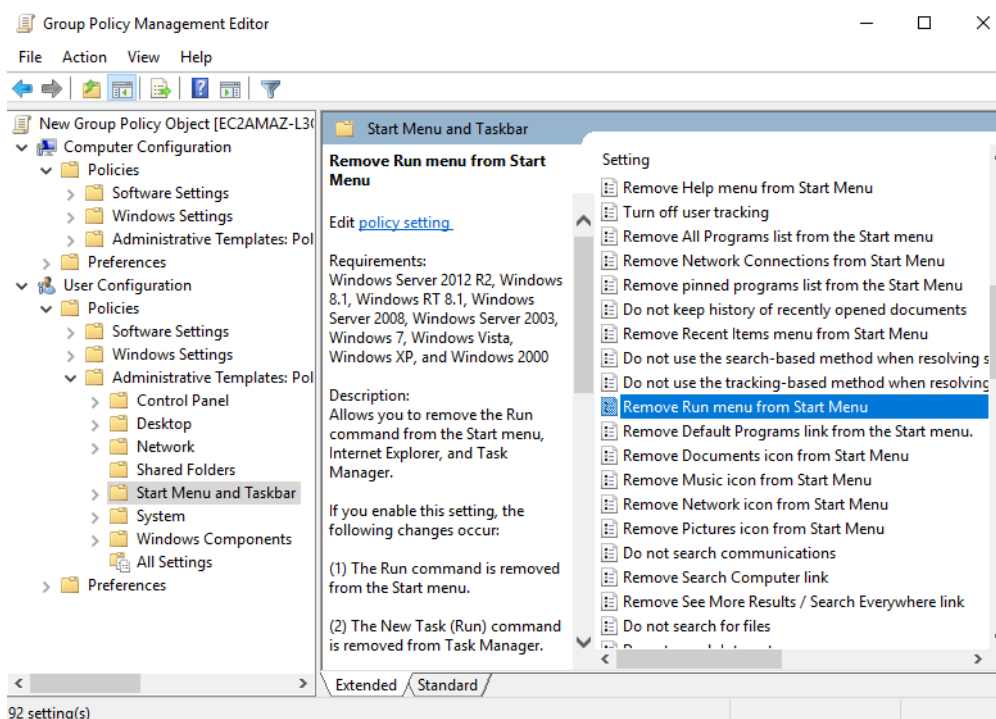 Group Policy Management Editor
File Action View Help
New Group Policy Object [EC2AMAZ-L3
Computer Configuration
Policies
Software Settings
Windows Settings
Administrative Templates: Pol
Preferences
User Configuration
Policies
Software Settings
Windows Settings
Administrative Templates: Pol
Control Panel
Desktop
Network
Shared Folders
Start Menu and Taskbar
System
Windows Components
All Settings
Preferences
Start Menu and Taskbar
Remove Run menu from Start
Menu
Edit policy setting
Requirements:
Windows Server 2012 R2, Windows
8.1, Windows RT 8.1, Windows
Server 2008, Windows Server 2003,
Windows 7, Windows Vista,
Windows XP, and Windows 2000
Description:
Allows you to remove the Run
command from the Start menu,
Internet Explorer, and Task
Manager.
If you enable this setting, the
following changes occur:
(1) The Run command is removed
from the Start menu.
(2) The New Task (Run) command
is removed from Task Manager.
Setting
Remove Help menu from Start Menu
Turn off user tracking
Remove All Programs list from the Start menu
Remove Network Connections from Start Menu
Remove pinned programs list from the Start Menu
Do not keep history of recently opened documents
Remove Recent Items menu from Start Menu
Do not use the search-based method when resolving s
Do not use the tracking-based method when resolving
Remove Run menu from Start Menu
Remove Default Programs link from the Start menu.
Remove Documents icon from Start Menu
Remove Music icon from Start Menu
Remove Network icon from Start Menu
Remove Pictures icon from Start Menu
Do not search communications
Remove Search Computer link
Remove See More Results / Search Everywhere link
Do not search for files
Extended Standard
92 setting(s)